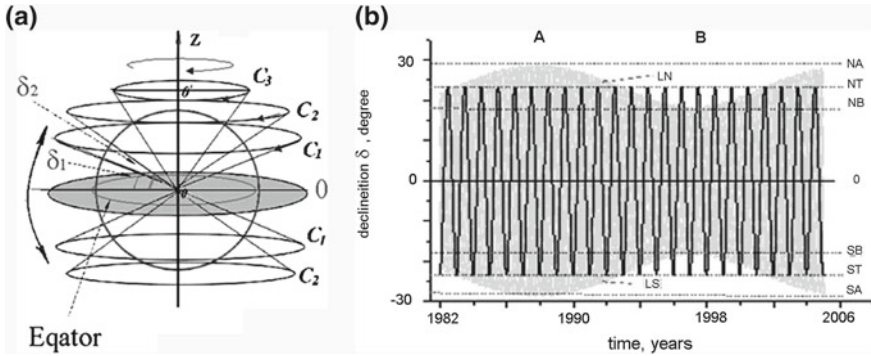 (a)
Z
C3
θ'
δ2
C2
C1
δ1
0
θ
C1
C2
Eqator
(b)
A
B
30
NA
LN
NT
NB
declineition δ , degree
0
0
SB
ST
LS
SA
-30
1982
1990
1998
2006
time, years